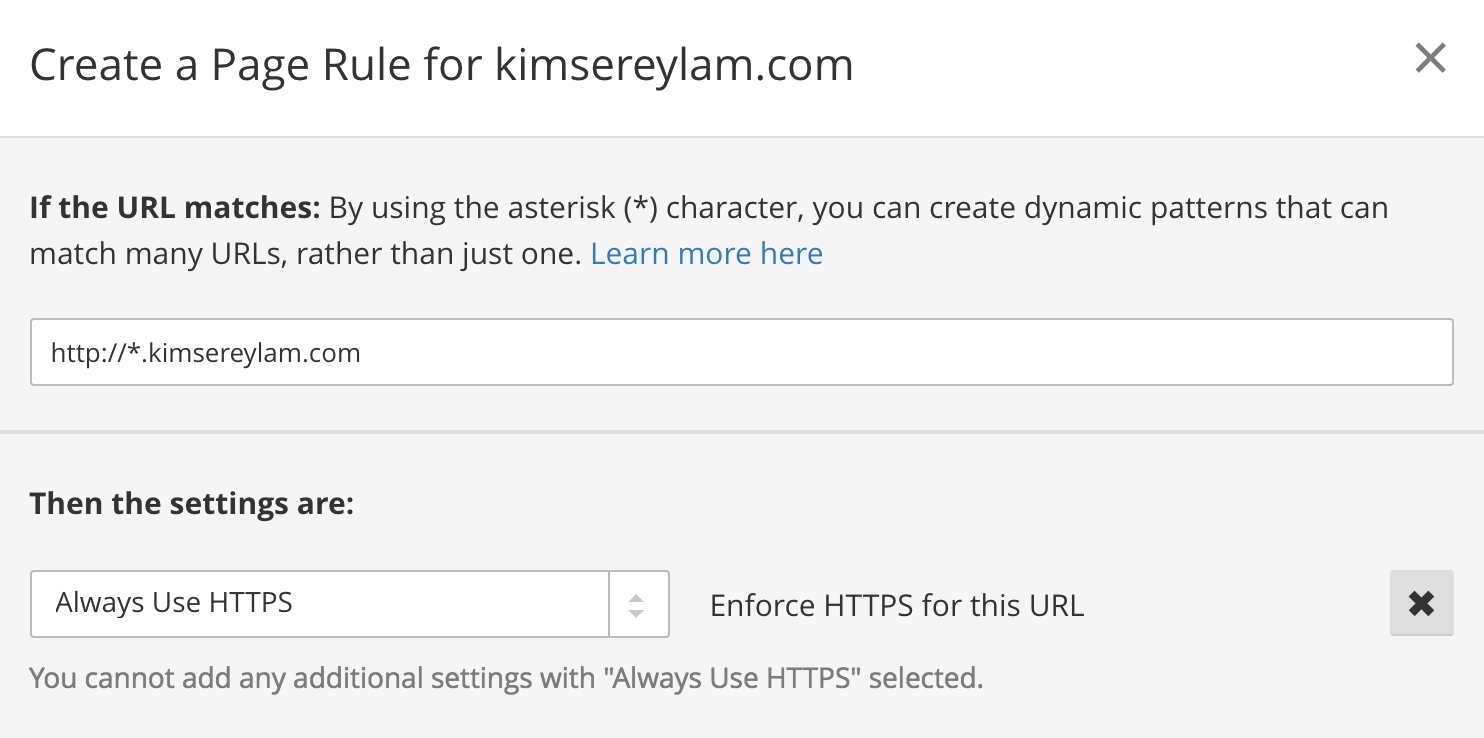 Create a Page Rule for kimsereylam.com
If the URL matches: By using the asterisk (*) character, you can create dynamic patterns that can
match many URLs, rather than just one. Learn more here
http://*.kimsereylam.com
Then the settings are:
Always Use HTTPS
Enforce HTTPS for this URL
You cannot add any additional settings with "Always Use HTTPS" selected.